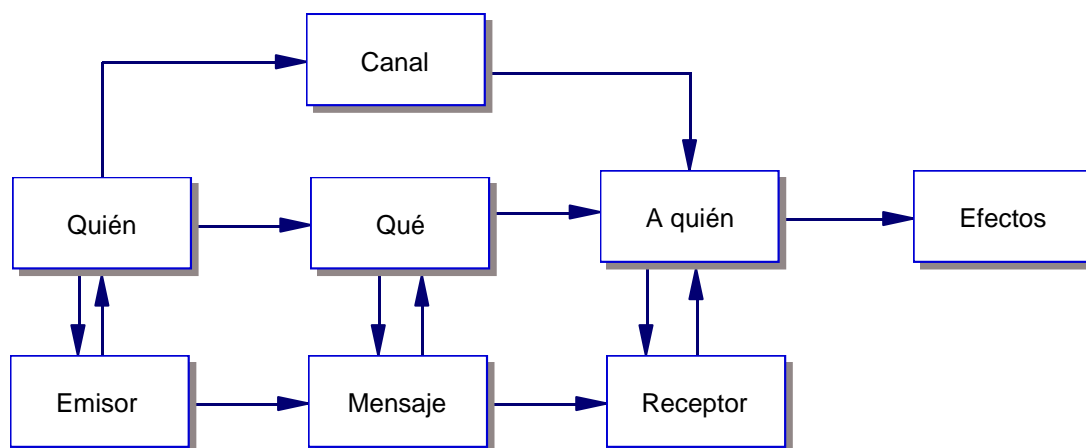 Canal
Quién
Qué
A quién
Efectos
Emisor
Mensaje
Receptor